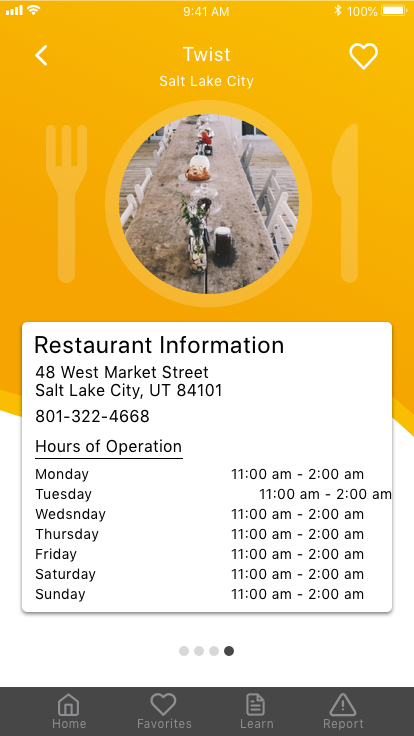 9:41 AM 100%
Twist
Salt Lake City
Restaurant Information
48 West Market Street
Salt Lake City, UT 84101
801-322-4668
Hours of Operation
Monday 11:00 am - 2:00 am
Tuesday 11:00 am - 2:00 am
Wedsnday 11:00 am - 2:00 am
Thursday 11:00 am - 2:00 am
Friday 11:00 am - 2:00 am
Saturday 11:00 am - 2:00 am
Sunday 11:00 am - 2:00 am
Home Favorites Learn Report